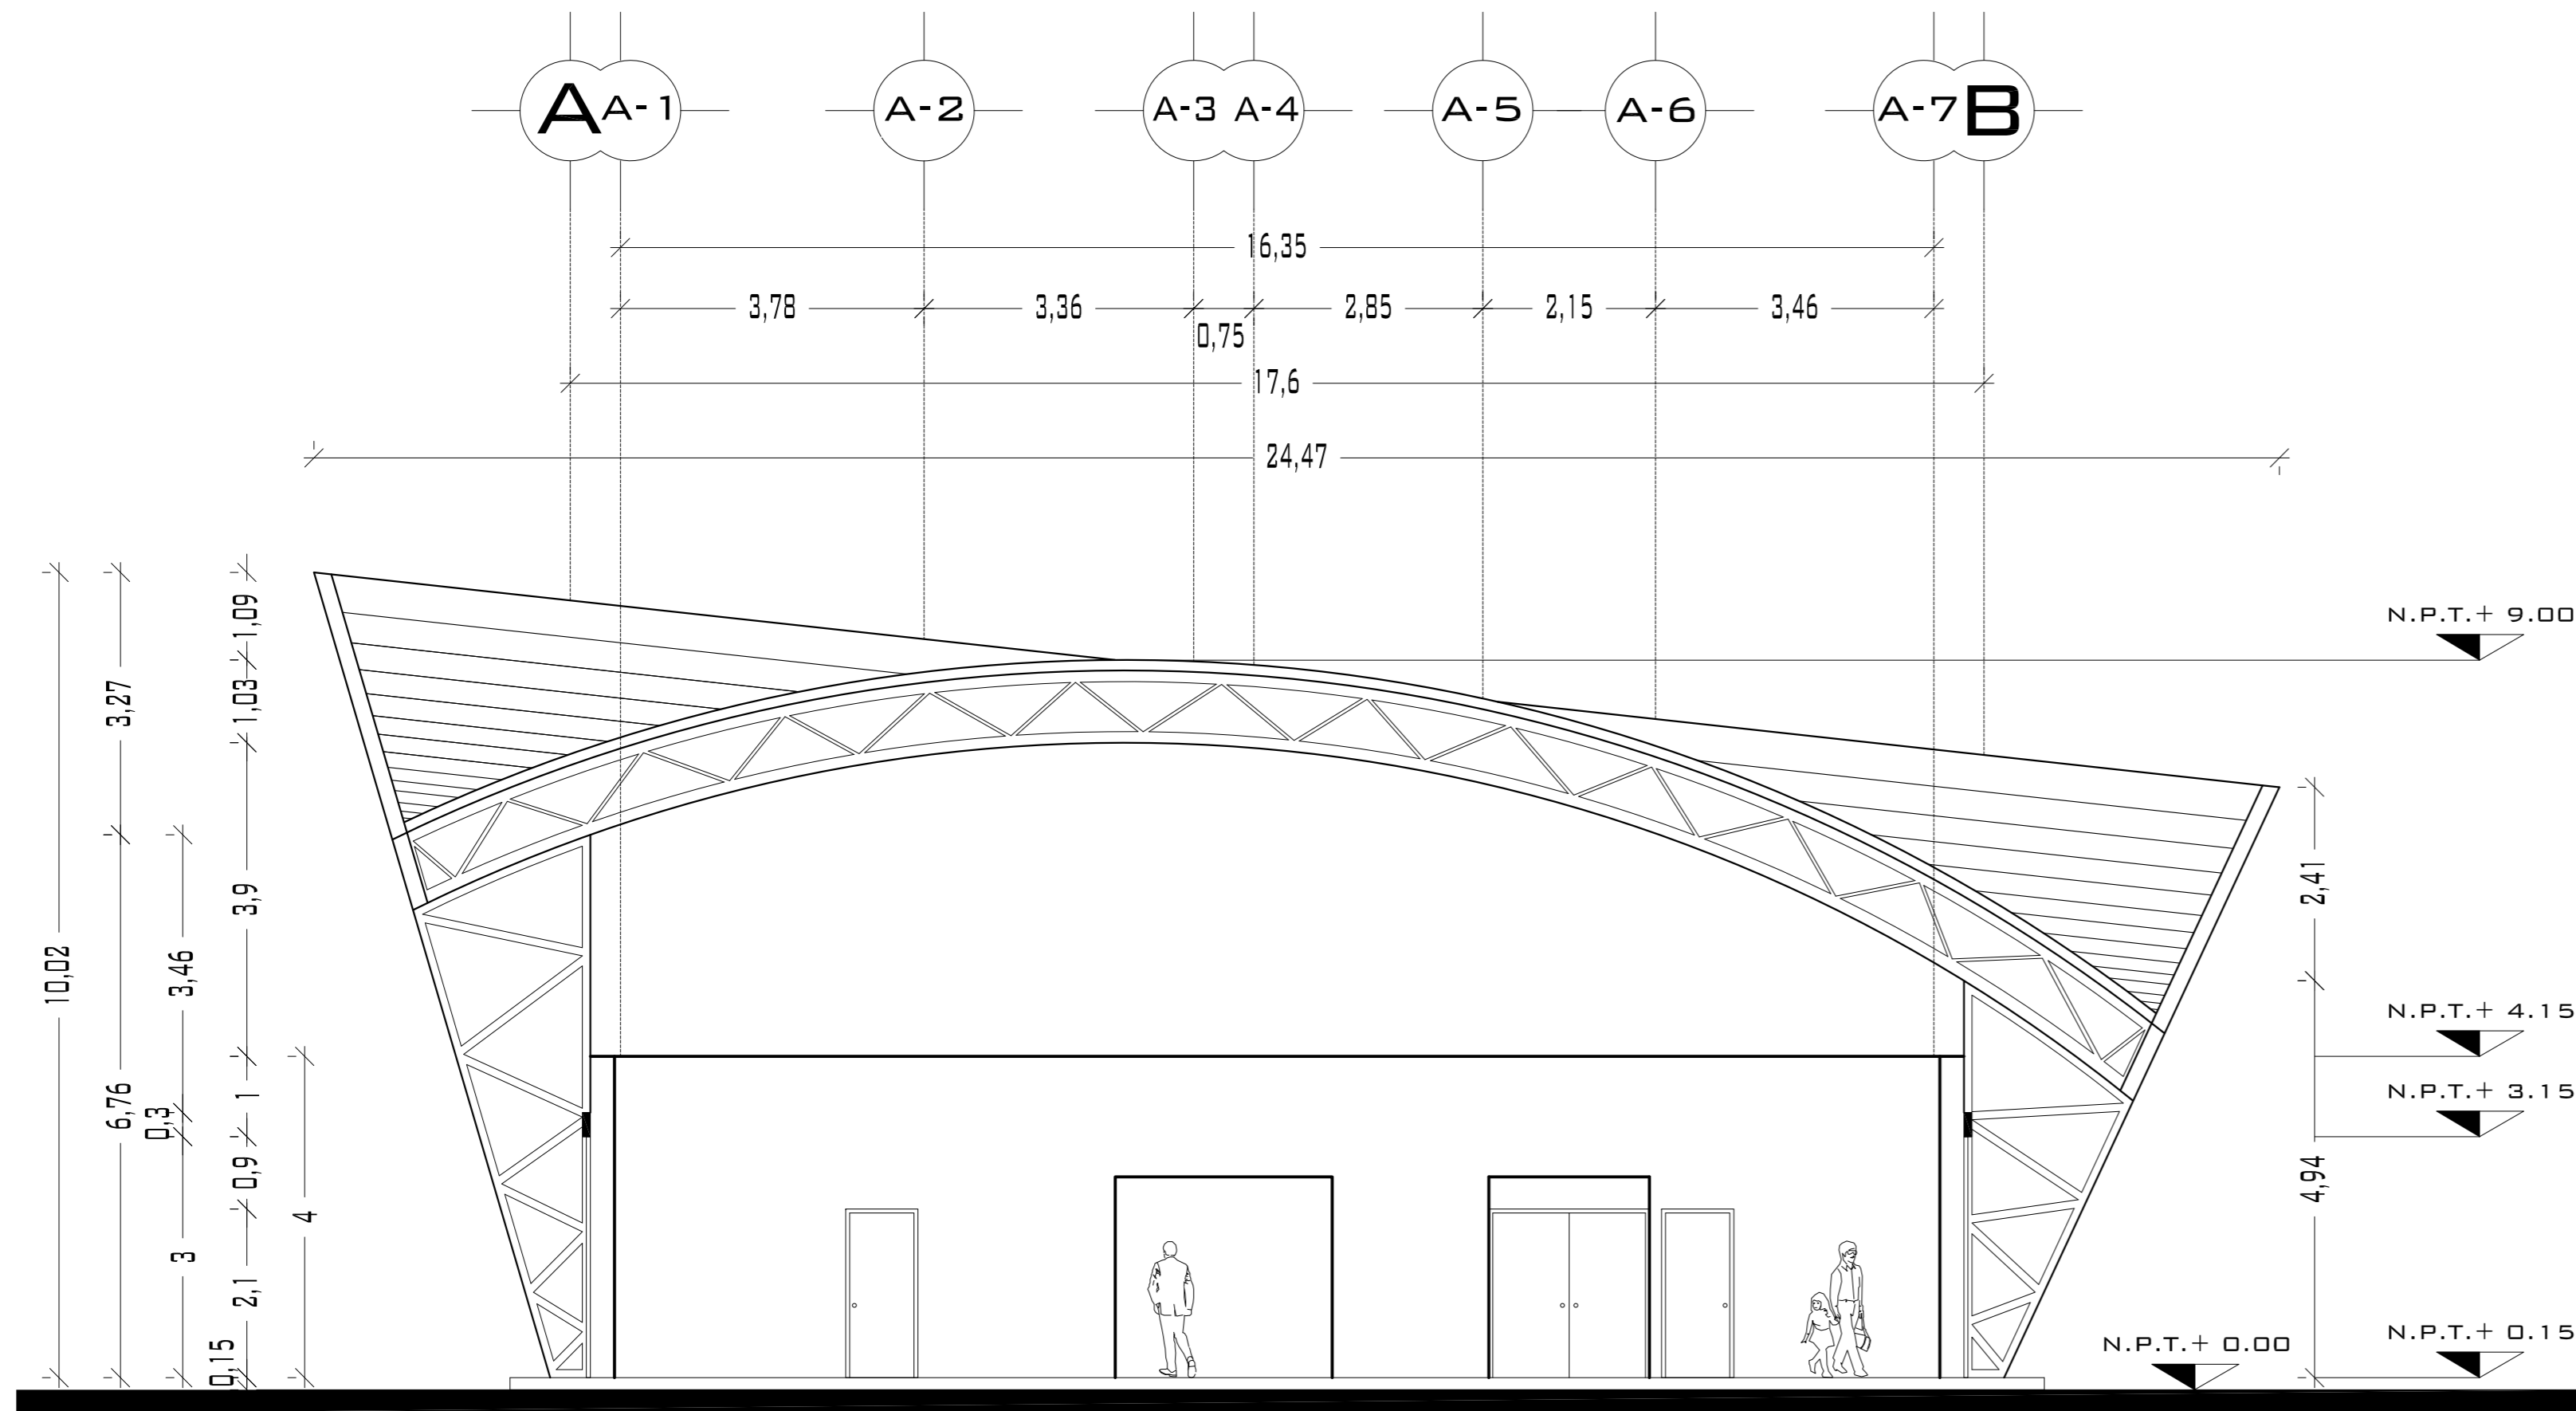 A A-1 A-2 A-3 A-4 A-5 A-6 A-7 B
16,35
3,78 3,36 0,75 2,85 2,15 3,46
17,6
24,47
10,02
3,27
6,76
3,46
0,3
3
1,09
1,03
3,9
1
0,9
2,1
0,15
4
2,41
4,94
N.P.T.+ 9.00
N.P.T.+ 4.15
N.P.T.+ 3.15
N.P.T.+ 0.15
N.P.T.+ 0.00